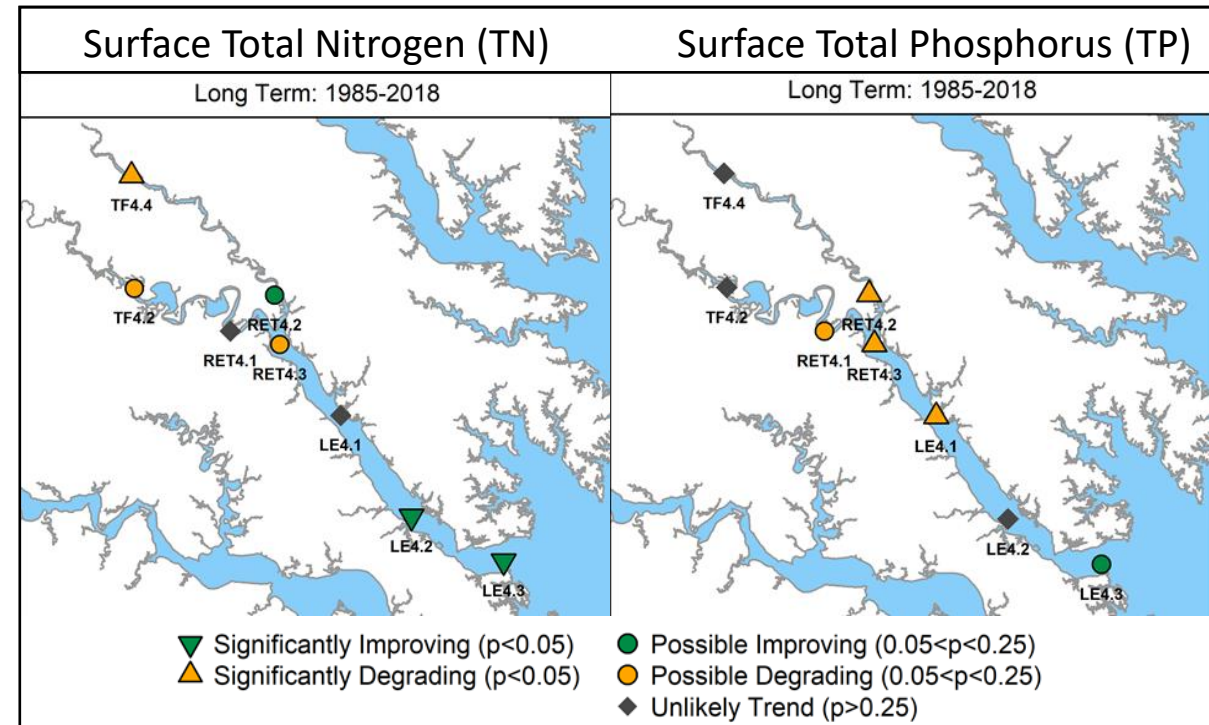 Surface Total Nitrogen (TN)
Surface Total Phosphorus (TP)
Long Term: 1985-2018
Long Term: 1985-2018
TF4.4
TF4.2
RET4.2
RET4.1
RET4.3
LE4.1
LE4.2
LE4.3
TF4.4
TF4.2
RET4.2
RET4.1
RET4.3
LE4.1
LE4.2
LE4.3
Significantly Improving (p<0.05)
Significantly Degrading (p<0.05)
Possible Improving (0.05<p<0.25)
Possible Degrading (0.05<p<0.25)
Unlikely Trend (p>0.25)